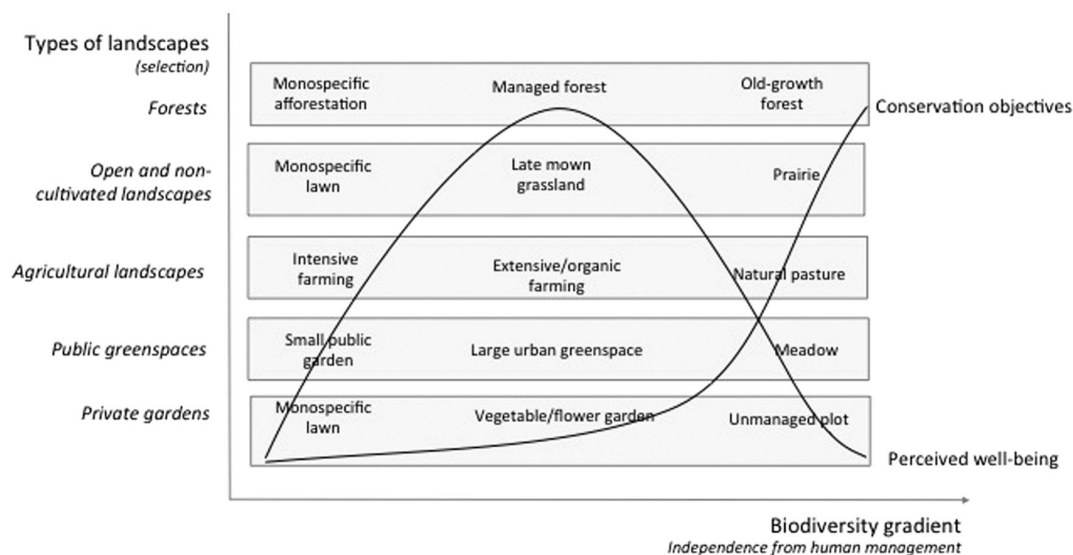 Types of landscapes
(selection)
Forests
Monospecific
afforestation
Managed forest
Old-growth
forest
Conservation objectives
Open and non-
cultivated landscapes
Monospecific
lawn
Late mown
grassland
Prairie
Agricultural landscapes
Intensive
farming
Extensive/organic
farming
Natural pasture
Public greenspaces
Small public
garden
Large urban greenspace
Meadow
Private gardens
Monospecific
lawn
Vegetable/flower garden
Unmanaged plot
Perceived well-being
Biodiversity gradient
Independence from human management